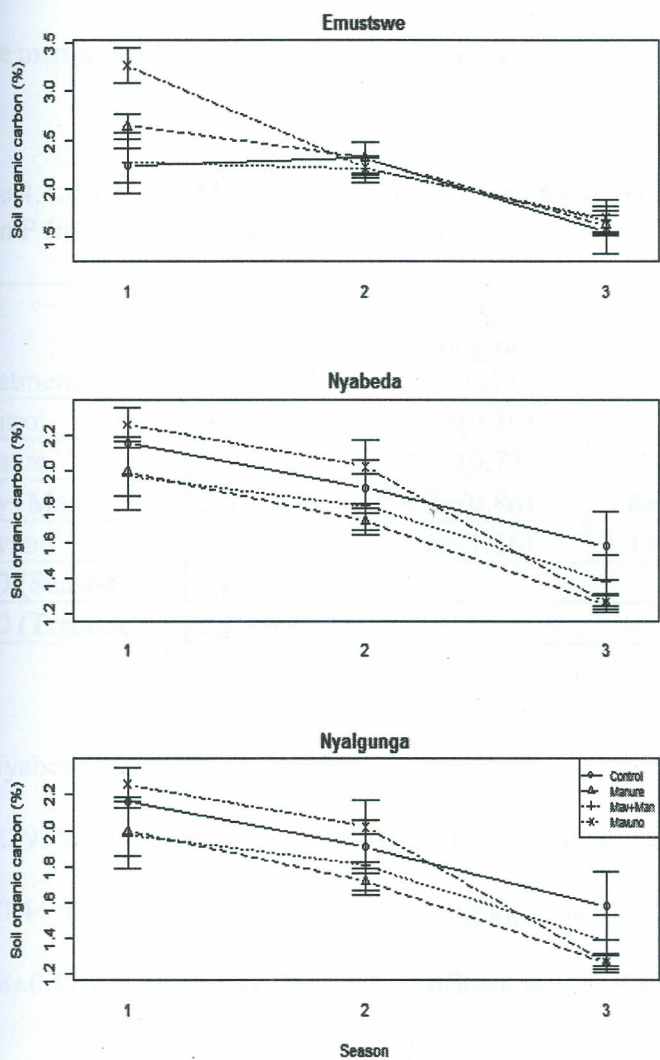 Emustswe
Soil organic carbon (%)
3.5
3.0
2.5
2.0
1.5
1
2
3
Nyabeda
Soil organic carbon (%)
2.2
2.0
1.8
1.6
1.4
1.2
1
2
3
Nyalgunga
Soil organic carbon (%)
2.2
2.0
1.8
1.6
1.4
1.2
Control
Manure
Mav+Man
Mavuno
1
2
3
Season